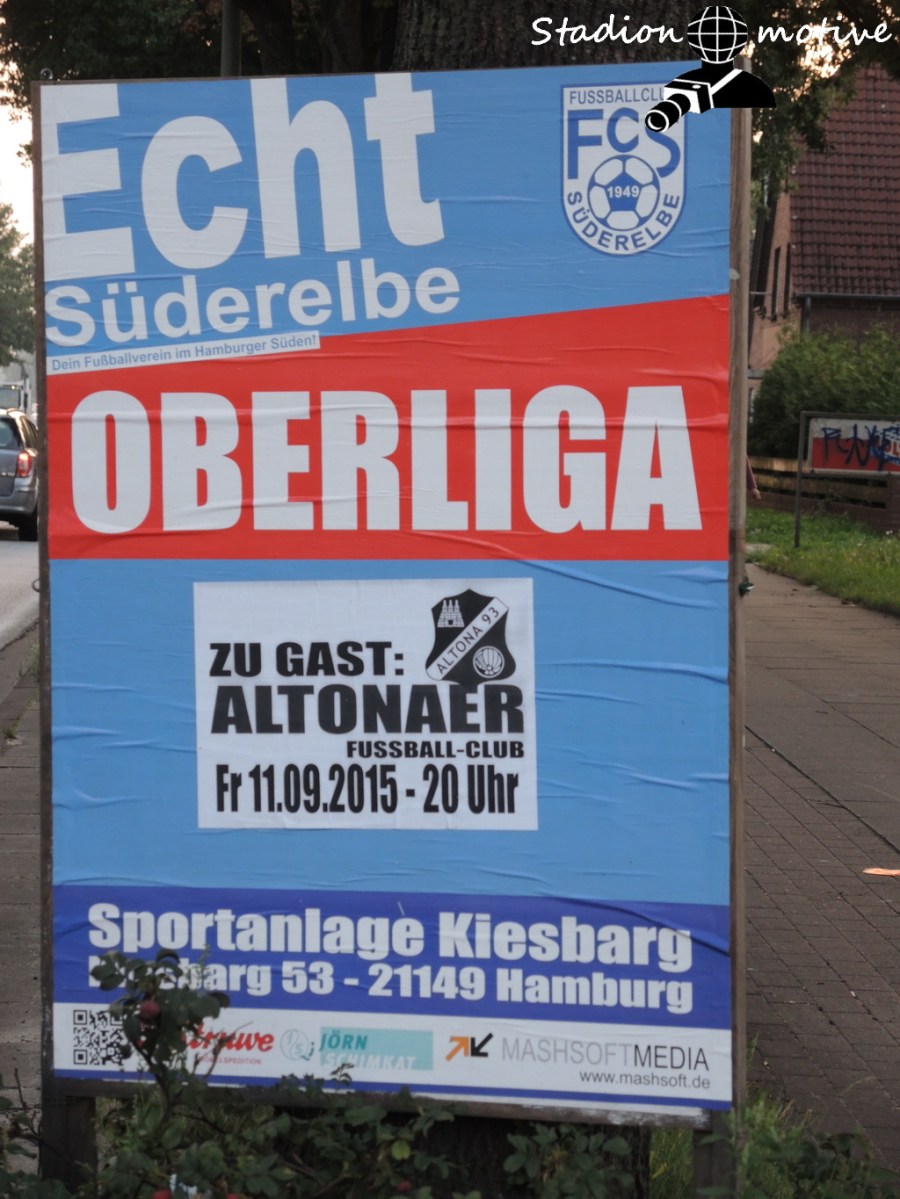 Stadion motive
Echt
FUSSBALLCLUB
FCS
1949
SÜDERELBE
Süderelbe
Dein Fußballverein im Hamburger Süden!
OBERLIGA
ALTONA 93
ZU GAST:
ALTONAER
FUSSBALL-CLUB
Fr 11.09.2015 - 20 Uhr
Sportanlage Kiesbarg
53 - 21149 Hamburg
JÖRN
SCHIMKAT
MASHSOFTMEDIA
www.mashsoft.de